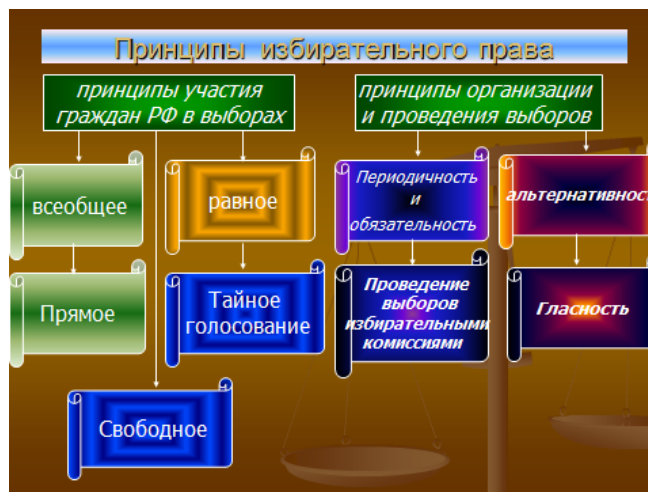 Принципы избирательного права
принципы участия
граждан РФ в выборах
принципы организации
и проведения выборов
всеобщее
равное
Периодичность
и
обязательность
альтернативнос
Прямое
Тайное
голосование
Проведение
выборов
избирательными
комиссиями
Гласность
Свободное